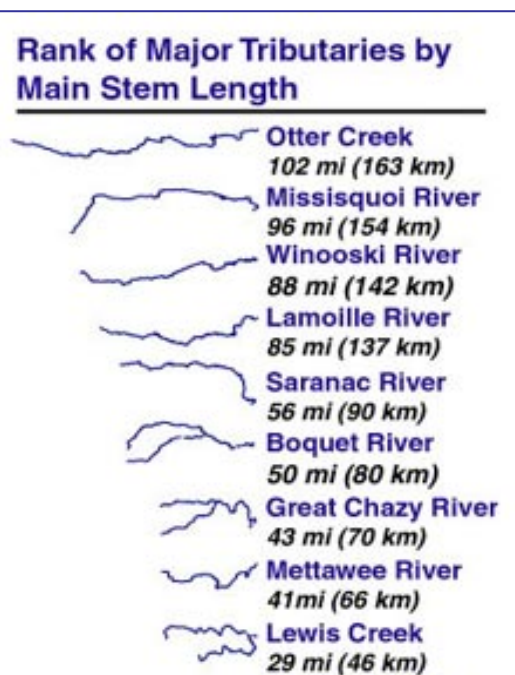 Rank of Major Tributaries by
Main Stem Length
Otter Creek
102 mi (163 km)
Missisquoi River
96 mi (154 km)
Winooski River
88 mi (142 km)
Lamoille River
85 mi (137 km)
Saranac River
56 mi (90 km)
Boquet River
50 mi (80 km)
Great Chazy River
43 mi (70 km)
Mettawee River
41mi (66 km)
Lewis Creek
29 mi (46 km)